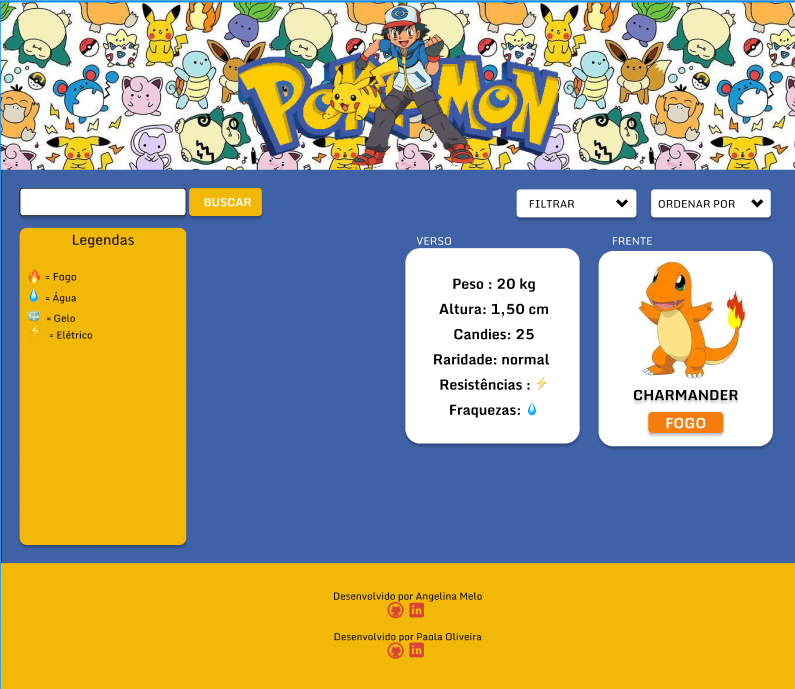 POKÉMON
BUSCAR
FILTRAR
ORDENAR POR
Legendas
= Fogo
= Água
= Gelo
= Elétrico
VERSO
Peso : 20 kg
Altura: 1,50 cm
Candies: 25
Raridade: normal
Resistências :
Fraquezas:
FRENTE
CHARMANDER
FOGO
Desenvolvido por Angelina Melo
in
Desenvolvido por Paola Oliveira
in